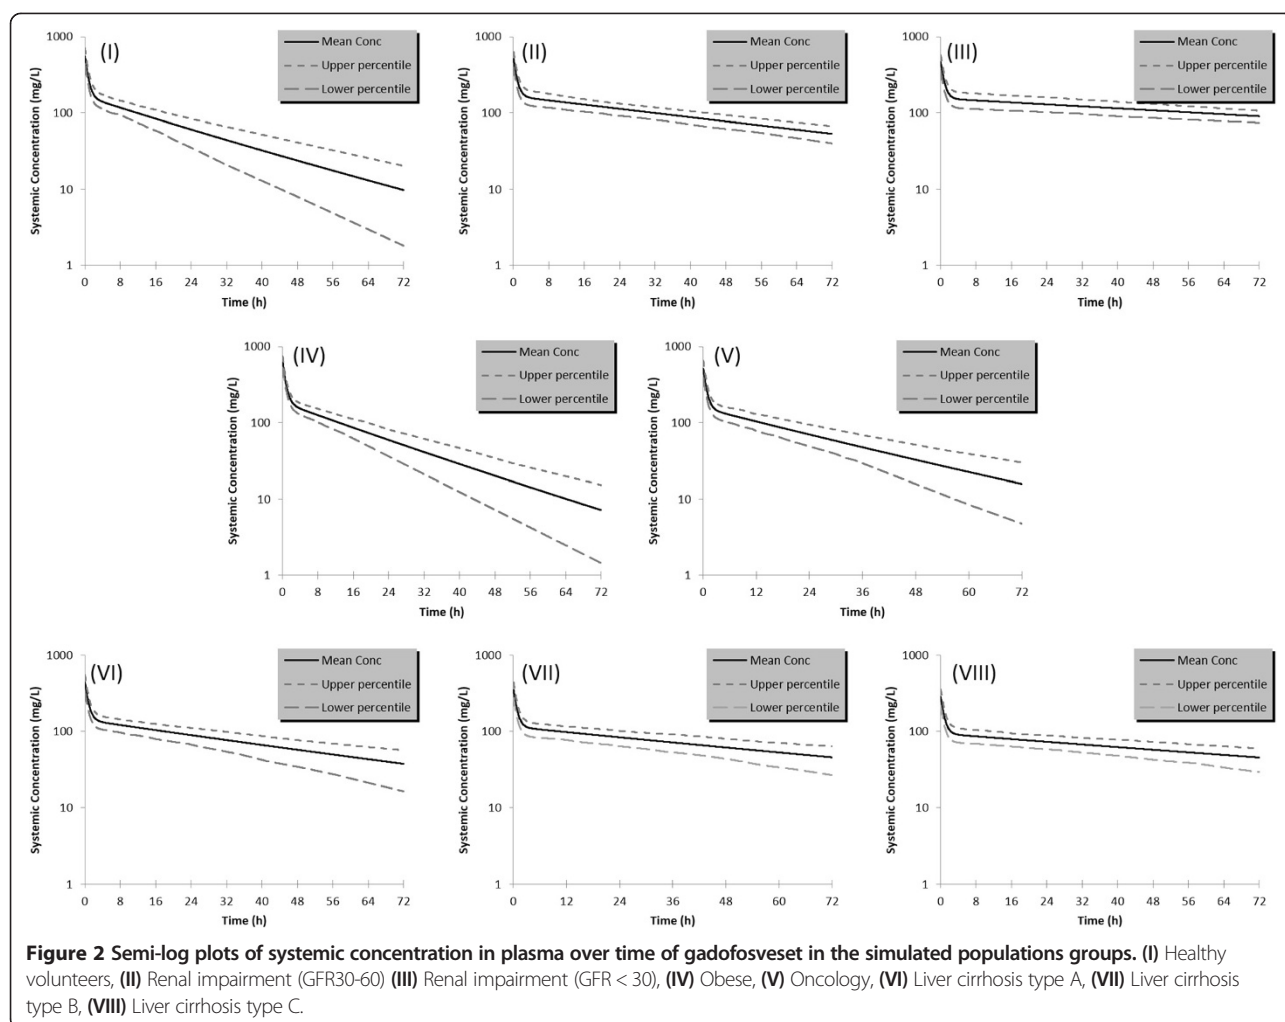 (I)
Mean Conc
Upper percentile
Lower percentile
Systemic Concentration (mg/L)
1000
100
10
1
0 8 16 24 32 40 48 56 64 72
Time (h)
(II)
Mean Conc
Upper percentile
Lower percentile
Systemic Concentration (mg/L)
1000
100
10
1
0 8 16 24 32 40 48 56 64 72
Time (h)
(III)
Mean Conc
Upper percentile
Lower percentile
Systemic Concentration (mg/L)
1000
100
10
1
0 8 16 24 32 40 48 56 64 72
Time (h)
(IV)
Mean Conc
Upper percentile
Lower percentile
Systemic Concentration (mg/L)
1000
100
10
1
0 8 16 24 32 40 48 56 64 72
Time (h)
(V)
Mean Conc
Upper percentile
Lower percentile
Systemic Concentration (mg/L)
1000
100
10
1
0 12 24 36 48 60 72
Time (h)
(VI)
Mean Conc
Upper percentile
Lower percentile
Systemic Concentration (mg/L)
1000
100
10
1
0 8 16 24 32 40 48 56 64 72
Time (h)
(VII)
Mean Conc
Upper percentile
Lower percentile
Systemic Concentration (mg/L)
1000
100
10
1
0 12 24 36 48 60 72
Time (h)
(VIII)
Mean Conc
Upper percentile
Lower percentile
Systemic Concentration (mg/L)
1000
100
10
1
0 8 16 24 32 40 48 56 64 72
Time (h)
Figure 2 Semi-log plots of systemic concentration in plasma over time of gadofosveset in the simulated populations groups. (I) Healthy
volunteers, (II) Renal impairment (GFR30-60) (III) Renal impairment (GFR < 30), (IV) Obese, (V) Oncology, (VI) Liver cirrhosis type A, (VII) Liver cirrhosis
type B, (VIII) Liver cirrhosis type C.